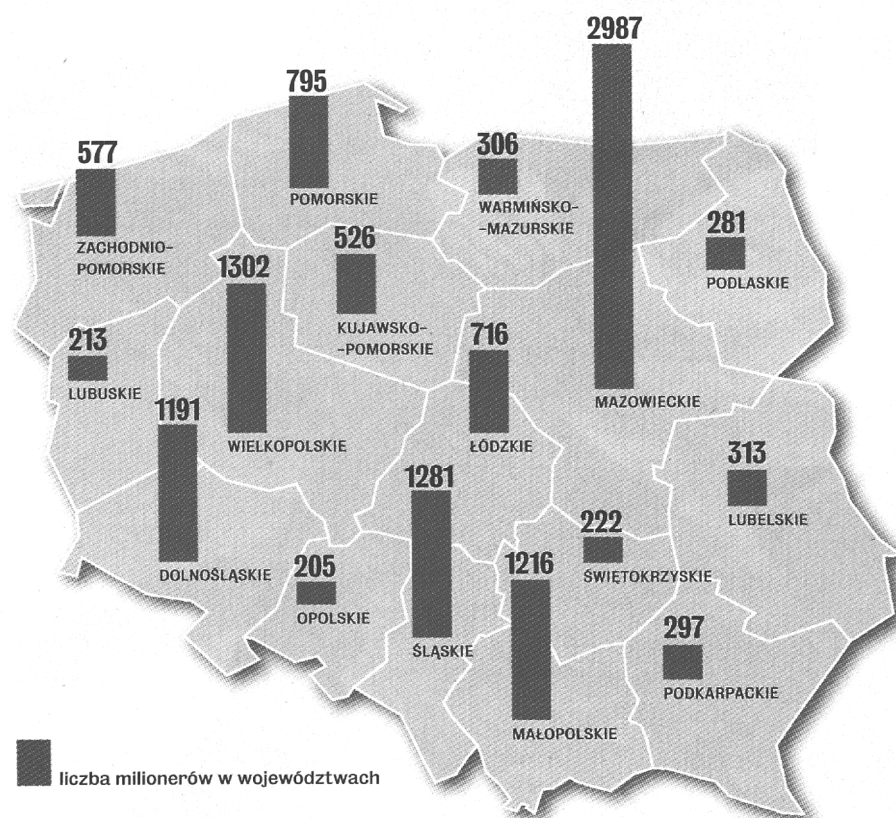 2987
795
306
577
POMORSKIE
WARMIŃSKO-
-MAZURSKIE
281
ZACHODNIO-
POMORSKIE
526
PODLASKIE
1302
KUJAWSKO-
-POMORSKIE
716
213
LUBUSKIE
MAZOWIECKIE
1191
WIELKOPOLSKIE
ŁÓDZKIE
313
LUBELSKIE
1281
222
ŚWIĘTOKRZYSKIE
DOLNOŚLĄSKIE
205
OPOLSKIE
1216
ŚLĄSKIE
297
PODKARPACKIE
MAŁOPOLSKIE
liczba milionerów w województwach